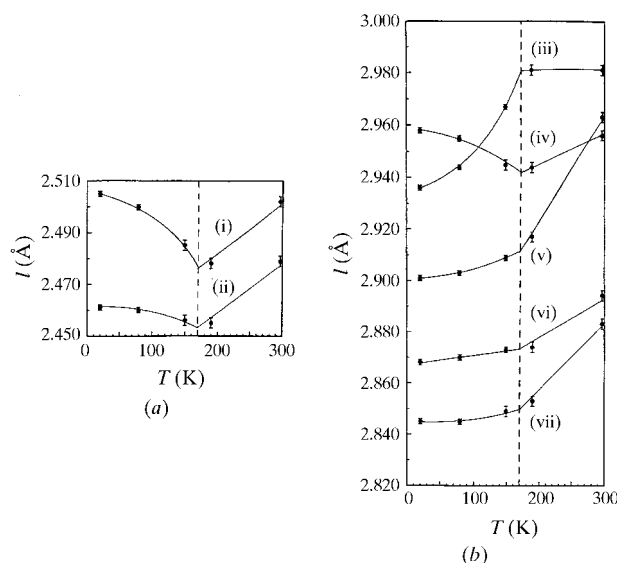 2.510
2.490
2.470
2.450
l (Å)
(i)
(ii)
0 100 200 300
T (K)
(a)
3.000
2.980
2.960
2.940
2.920
2.900
2.880
2.860
2.840
2.820
l (Å)
(iii)
(iv)
(v)
(vi)
(vii)
0 100 200 300
T (K)
(b)